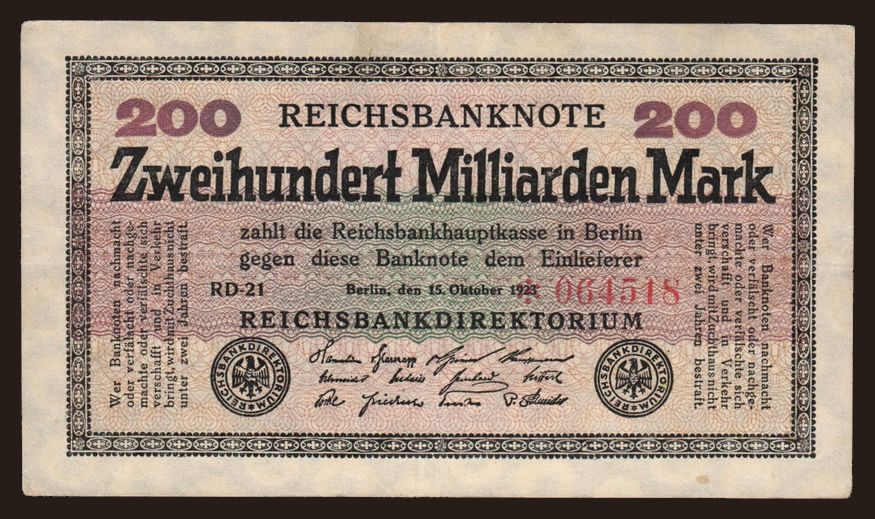 200 REICHSBANKNOTE 200
Zweihundert Milliarden Mark
zahlt die Reichsbankhauptkasse in Berlin
gegen diese Banknote dem Einlieferer
RD-21 Berlin, den 15. Oktober 1923 * 064518
REICHSBANKDIREKTORIUM
Wer Banknoten nachmacht
oder verfälscht oder nachge-
machte oder verfälschte sich
verschafft und in Verkehr
bringt, wird mit Zuchthaus nicht
unter zwei Jahren bestraft.
Wer Banknoten nachmacht
oder verfälscht oder nachge-
machte oder verfälschte sich
verschafft und in Verkehr
bringt, wird mit Zuchthaus nicht
unter zwei Jahren bestraft.
REICHSBANKDIREKTORIUM
REICHSBANKDIREKTORIUM